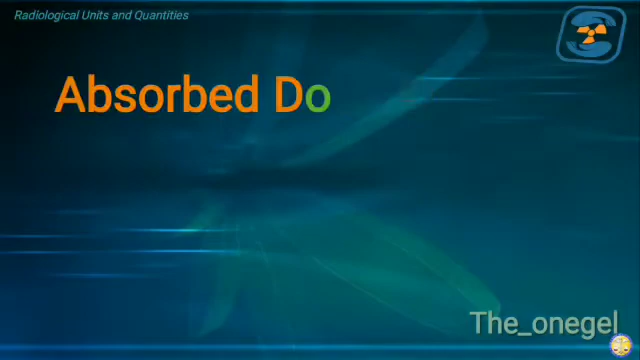 Radiological Units and Quantities
Absorbed Do
The_onegel